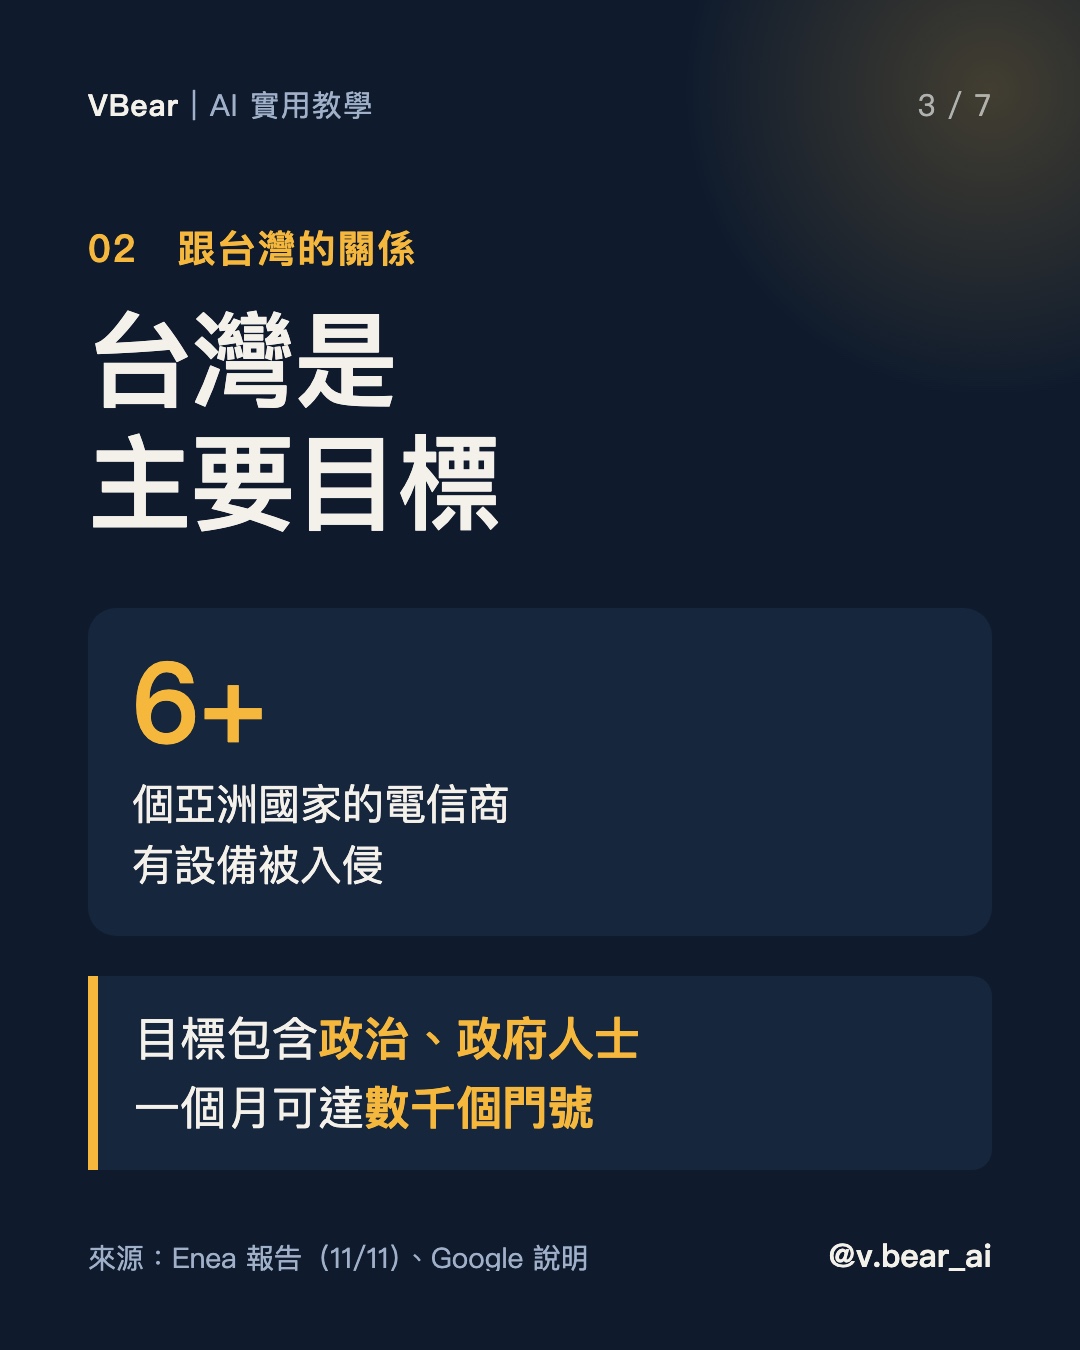 VBear | AI 實用教學
3 / 7
02 跟台灣的關係
台灣是
主要目標
6+
個亞洲國家的電信商
有設備被入侵
目標包含政治、政府人士
一個月可達數千個門號
來源：Enea 報告（11/11）、Google 說明
@v.bear_ai